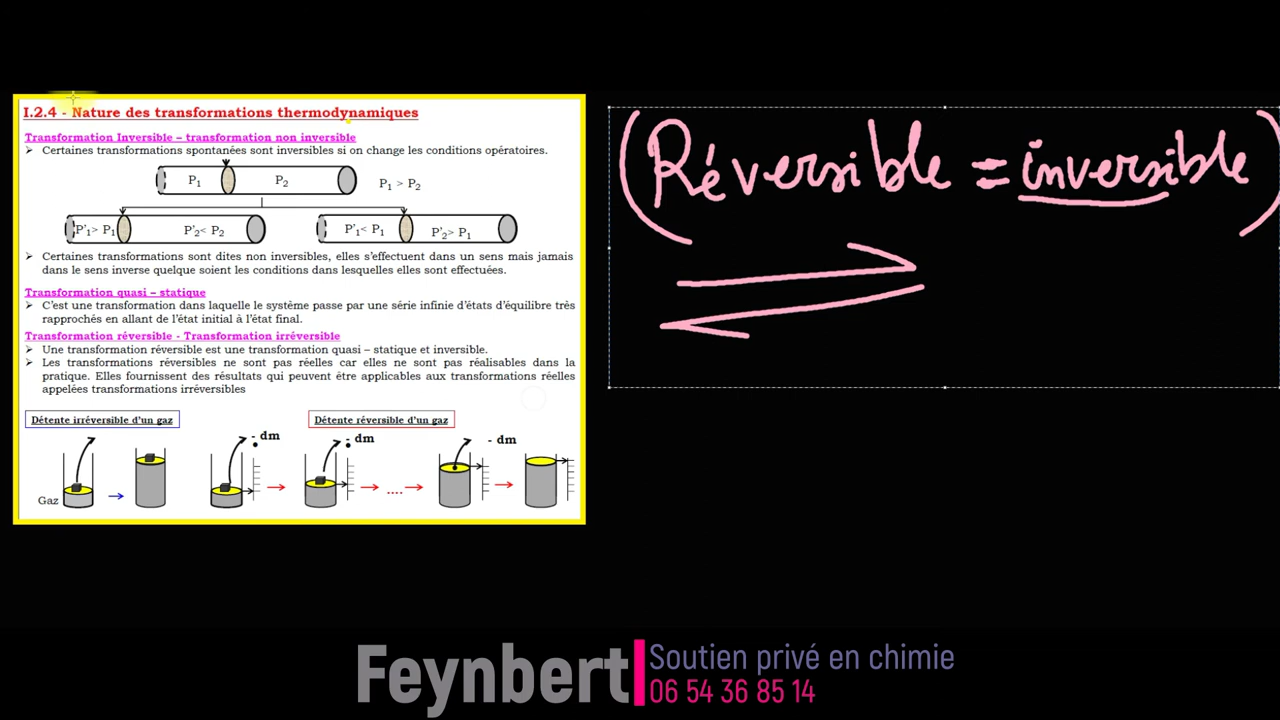 I.2.4 - Nature des transformations thermodynamiques
Transformation Inversible – transformation non inversible
➢ Certaines transformations spontanées sont inversibles si on change les conditions opératoires.
P₁ P₂ P₁ > P₂
P'₁> P₁ P'₂< P₂ P'₁< P₁ P'₂> P₁
➢ Certaines transformations sont dites non inversibles, elles s'effectuent dans un sens mais jamais
dans le sens inverse quelque soient les conditions dans lesquelles elles sont effectuées.
Transformation quasi – statique
➢ C'est une transformation dans laquelle le système passe par une série infinie d'états d'équilibre très
rapprochés en allant de l'état initial à l'état final.
Transformation réversible - Transformation irréversible
➢ Une transformation réversible est une transformation quasi – statique et inversible.
➢ Les transformations réversibles ne sont pas réelles car elles ne sont pas réalisables dans la
pratique. Elles fournissent des résultats qui peuvent être applicables aux transformations réelles
appelées transformations irréversibles
Détente irréversible d'un gaz Détente réversible d'un gaz
- dm - dm - dm
Gaz ....
(Réversible = inversible)
Feynbert
Soutien privé en chimie
06 54 36 85 14